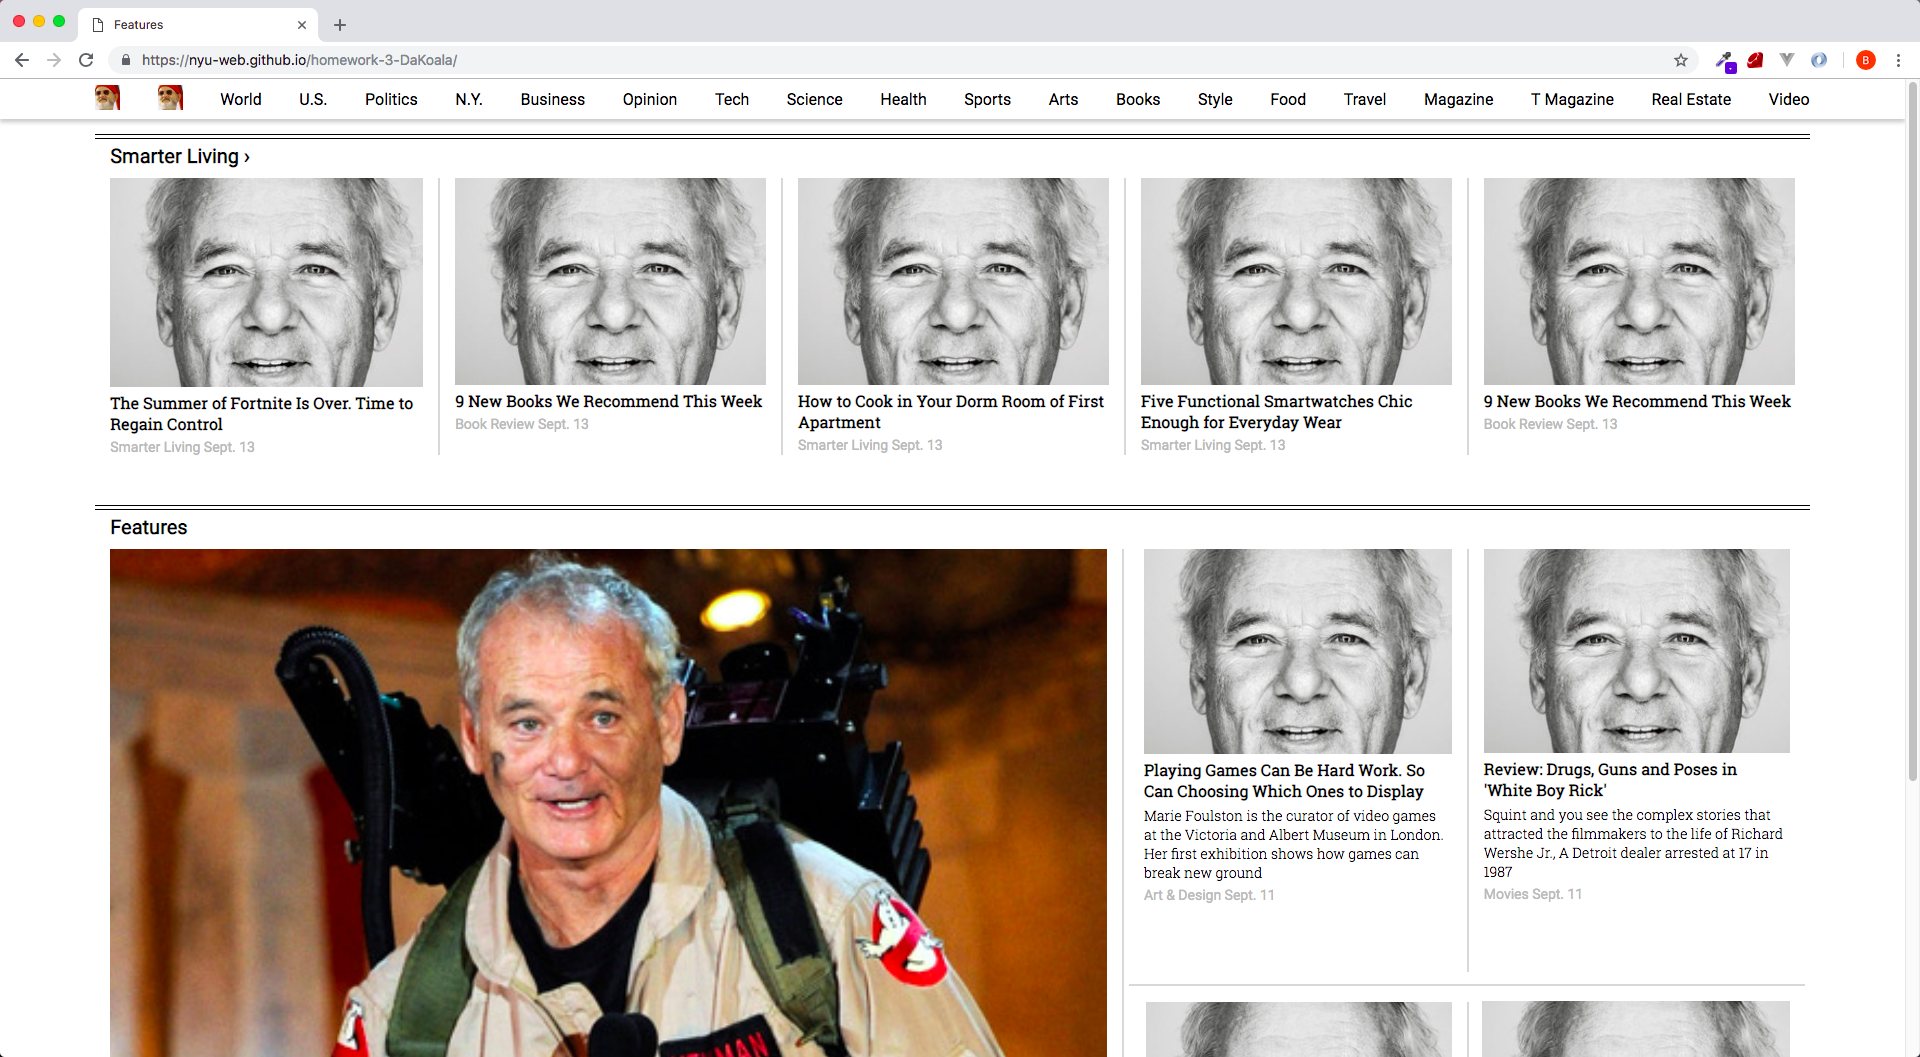 Features
https://nyu-web.github.io/homework-3-DaKoala/
B
World U.S. Politics N.Y. Business Opinion Tech Science Health Sports Arts Books Style Food Travel Magazine T Magazine Real Estate Video
Smarter Living ›
The Summer of Fortnite Is Over. Time to
Regain Control
Smarter Living Sept. 13
9 New Books We Recommend This Week
Book Review Sept. 13
How to Cook in Your Dorm Room of First
Apartment
Smarter Living Sept. 13
Five Functional Smartwatches Chic
Enough for Everyday Wear
Smarter Living Sept. 13
9 New Books We Recommend This Week
Book Review Sept. 13
Features
Playing Games Can Be Hard Work. So
Can Choosing Which Ones to Display
Marie Foulston is the curator of video games
at the Victoria and Albert Museum in London.
Her first exhibition shows how games can
break new ground
Art & Design Sept. 11
Review: Drugs, Guns and Poses in
'White Boy Rick'
Squint and you see the complex stories that
attracted the filmmakers to the life of Richard
Wershe Jr., A Detroit dealer arrested at 17 in
1987
Movies Sept. 11